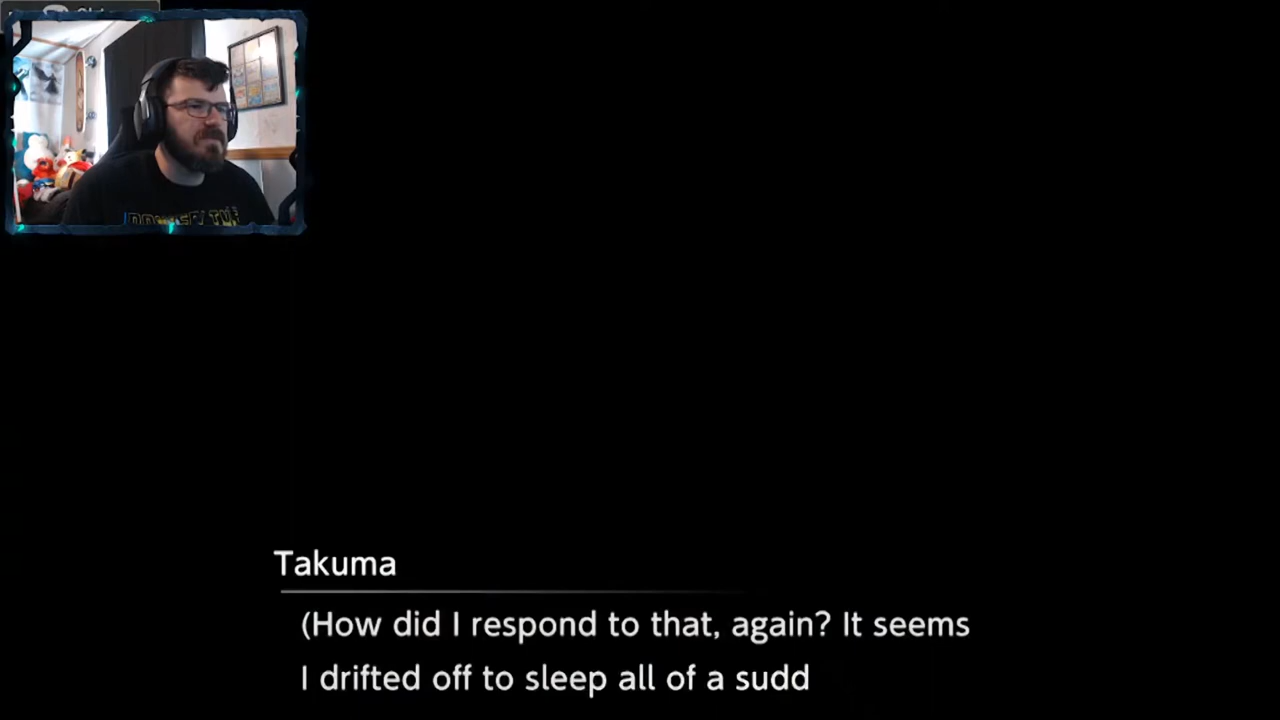 Takuma
(How did I respond to that, again? It seems
I drifted off to sleep all of a sudd